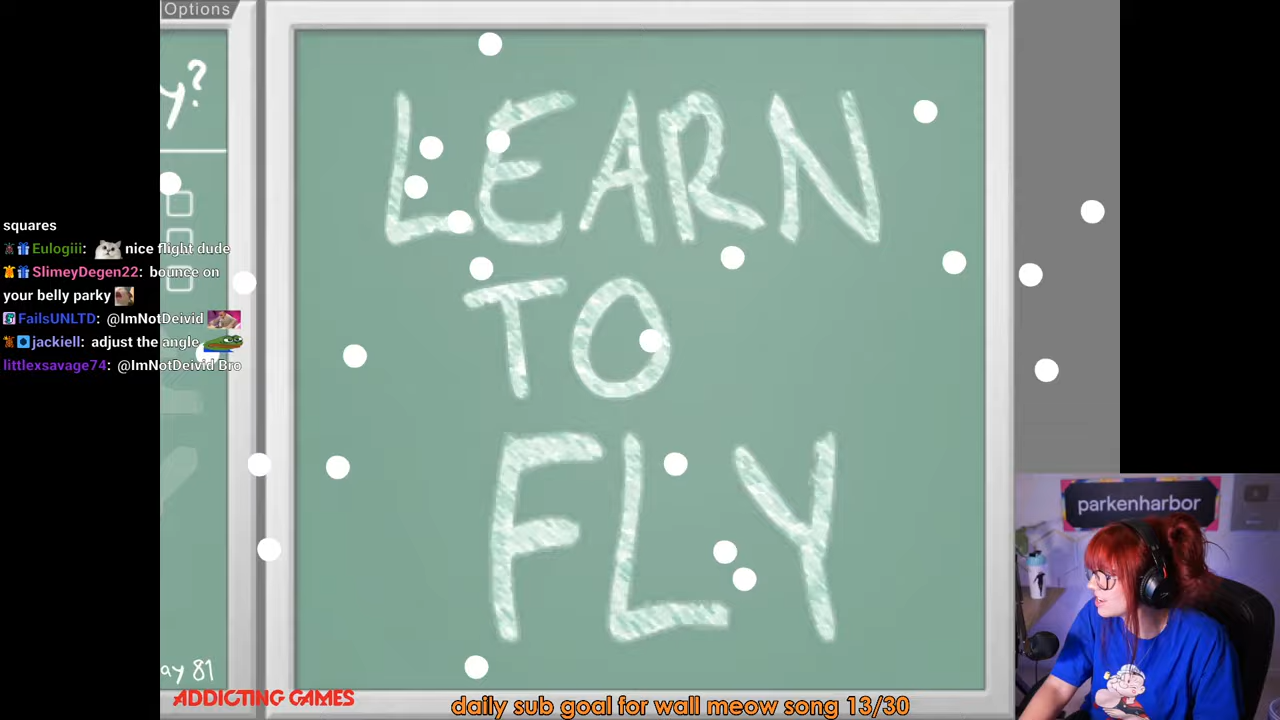 Options
y?
LEARN
TO
FLY
squares
Eulogiii: nice flight dude
SlimeyDegen22: bounce on
your belly parky
FailsUNLTD: @ImNotDeivid
jackiell: adjust the angle
littlexsavage74: @ImNotDeivid Bro
parkenharbor
ay 81
ADDICTING GAMES
daily sub goal for wall meow song 13/30